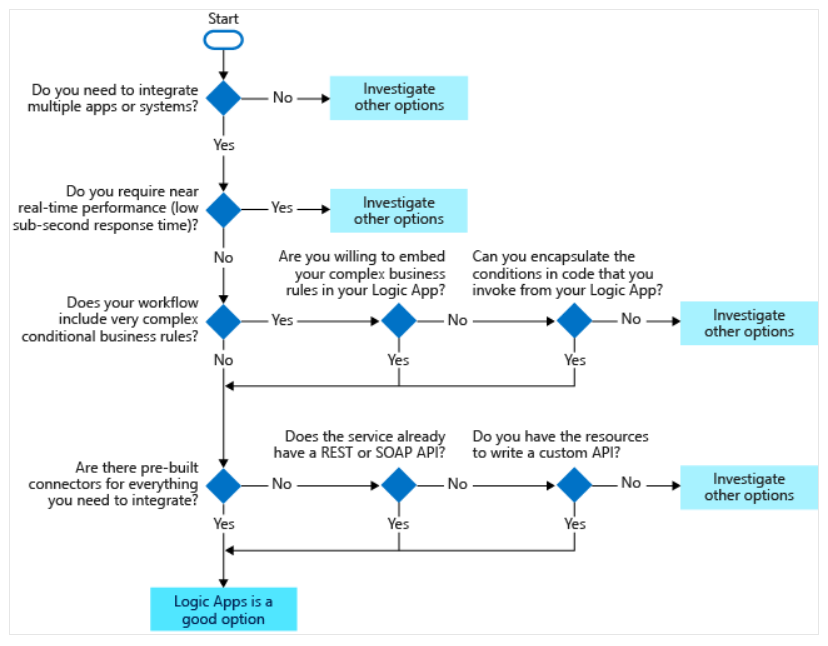 Start
Do you need to integrate
multiple apps or systems?
No
Investigate
other options
Yes
Do you require near
real-time performance (low
sub-second response time)?
Yes
Investigate
other options
No
Are you willing to embed
your complex business
rules in your Logic App?
Can you encapsulate the
conditions in code that you
invoke from your Logic App?
Does your workflow
include very complex
conditional business rules?
Yes
No
No
Investigate
other options
No
Yes
Yes
Does the service already
have a REST or SOAP API?
Do you have the resources
to write a custom API?
Are there pre-built
connectors for everything
you need to integrate?
No
No
No
Investigate
other options
Yes
Yes
Yes
Logic Apps is a
good option